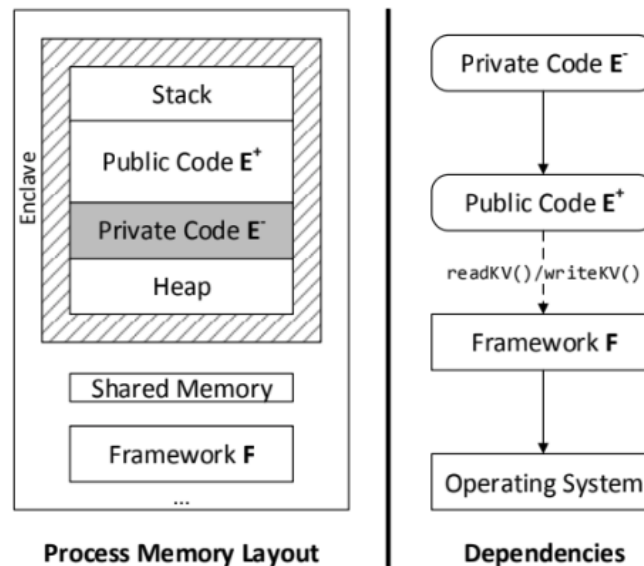 Enclave
Stack
Public Code E⁺
Private Code E⁻
Heap
Shared Memory
Framework F
...
Process Memory Layout
Private Code E⁻
Public Code E⁺
readKV()/writeKV()
Framework F
Operating System
Dependencies